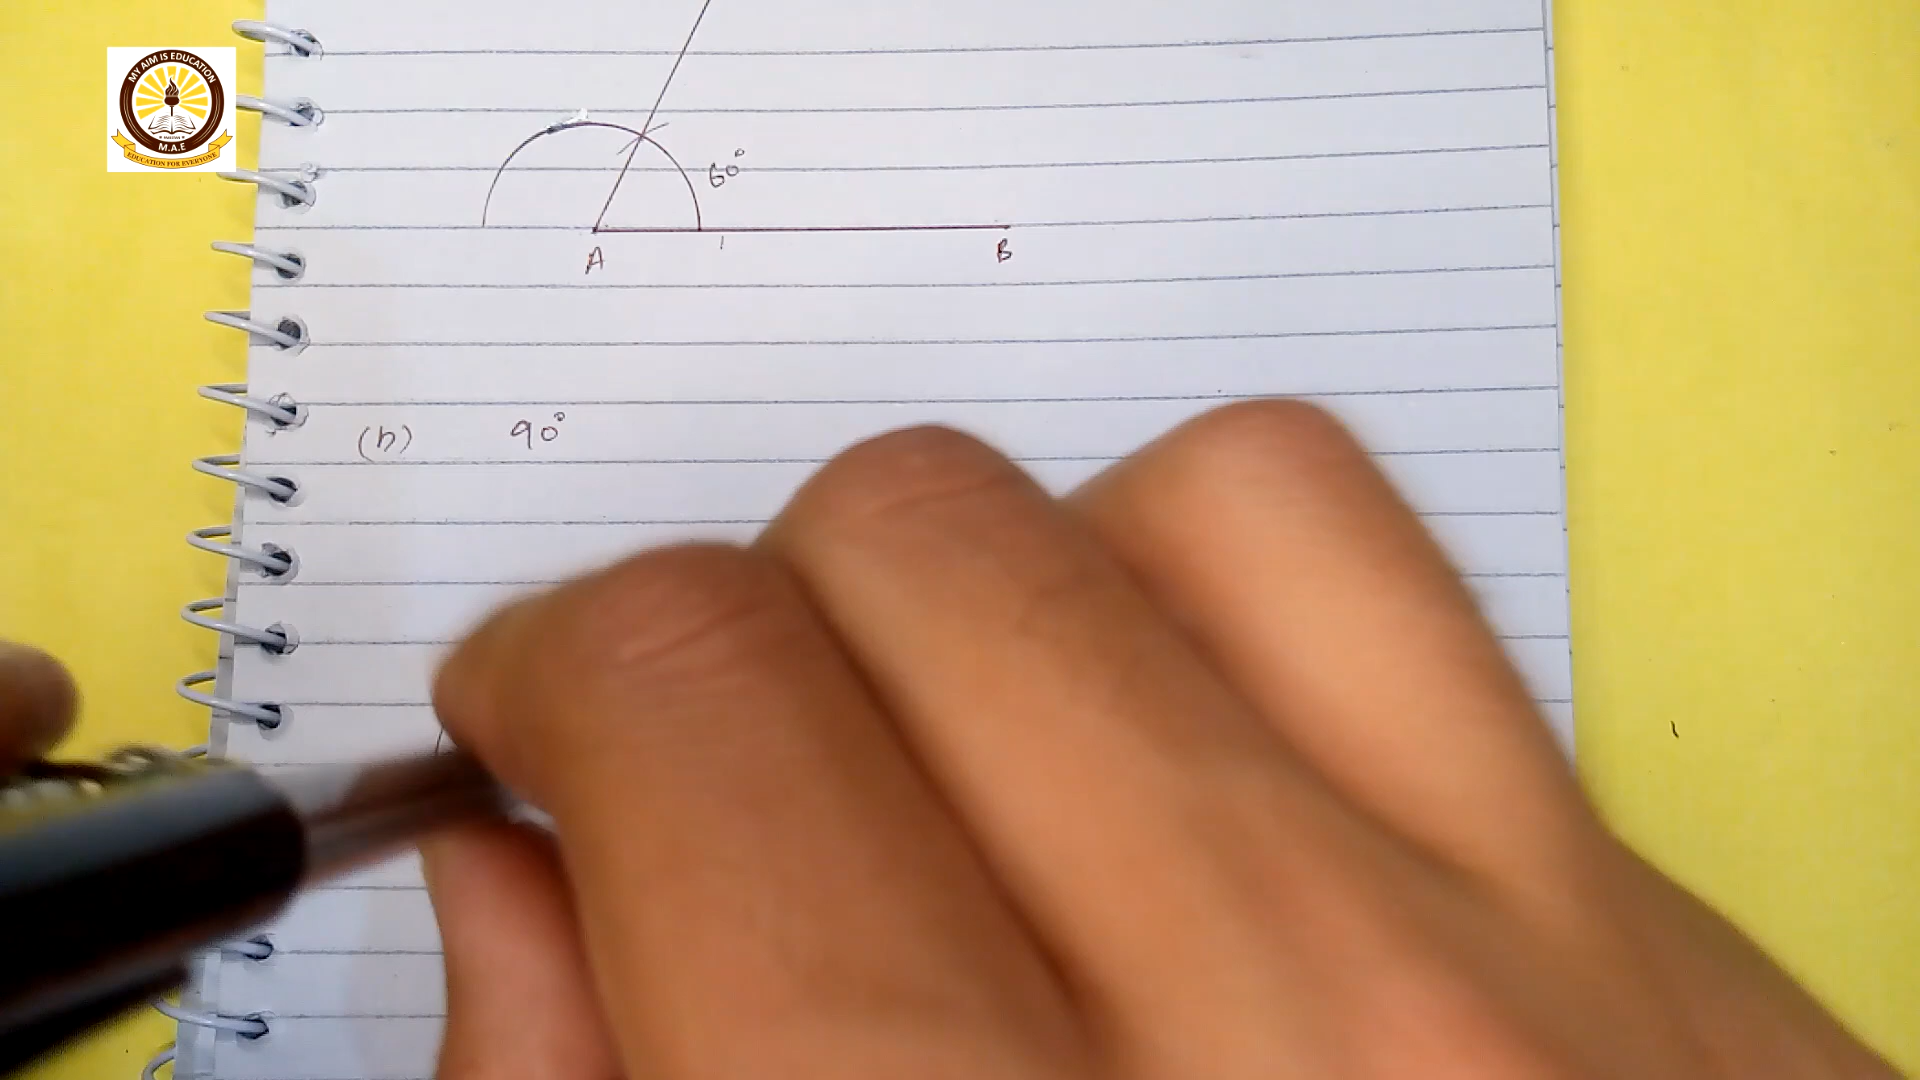 MY AIM IS EDUCATION
M.A.E
EDUCATION FOR EVERYONE
60°
A B
(b) 90°